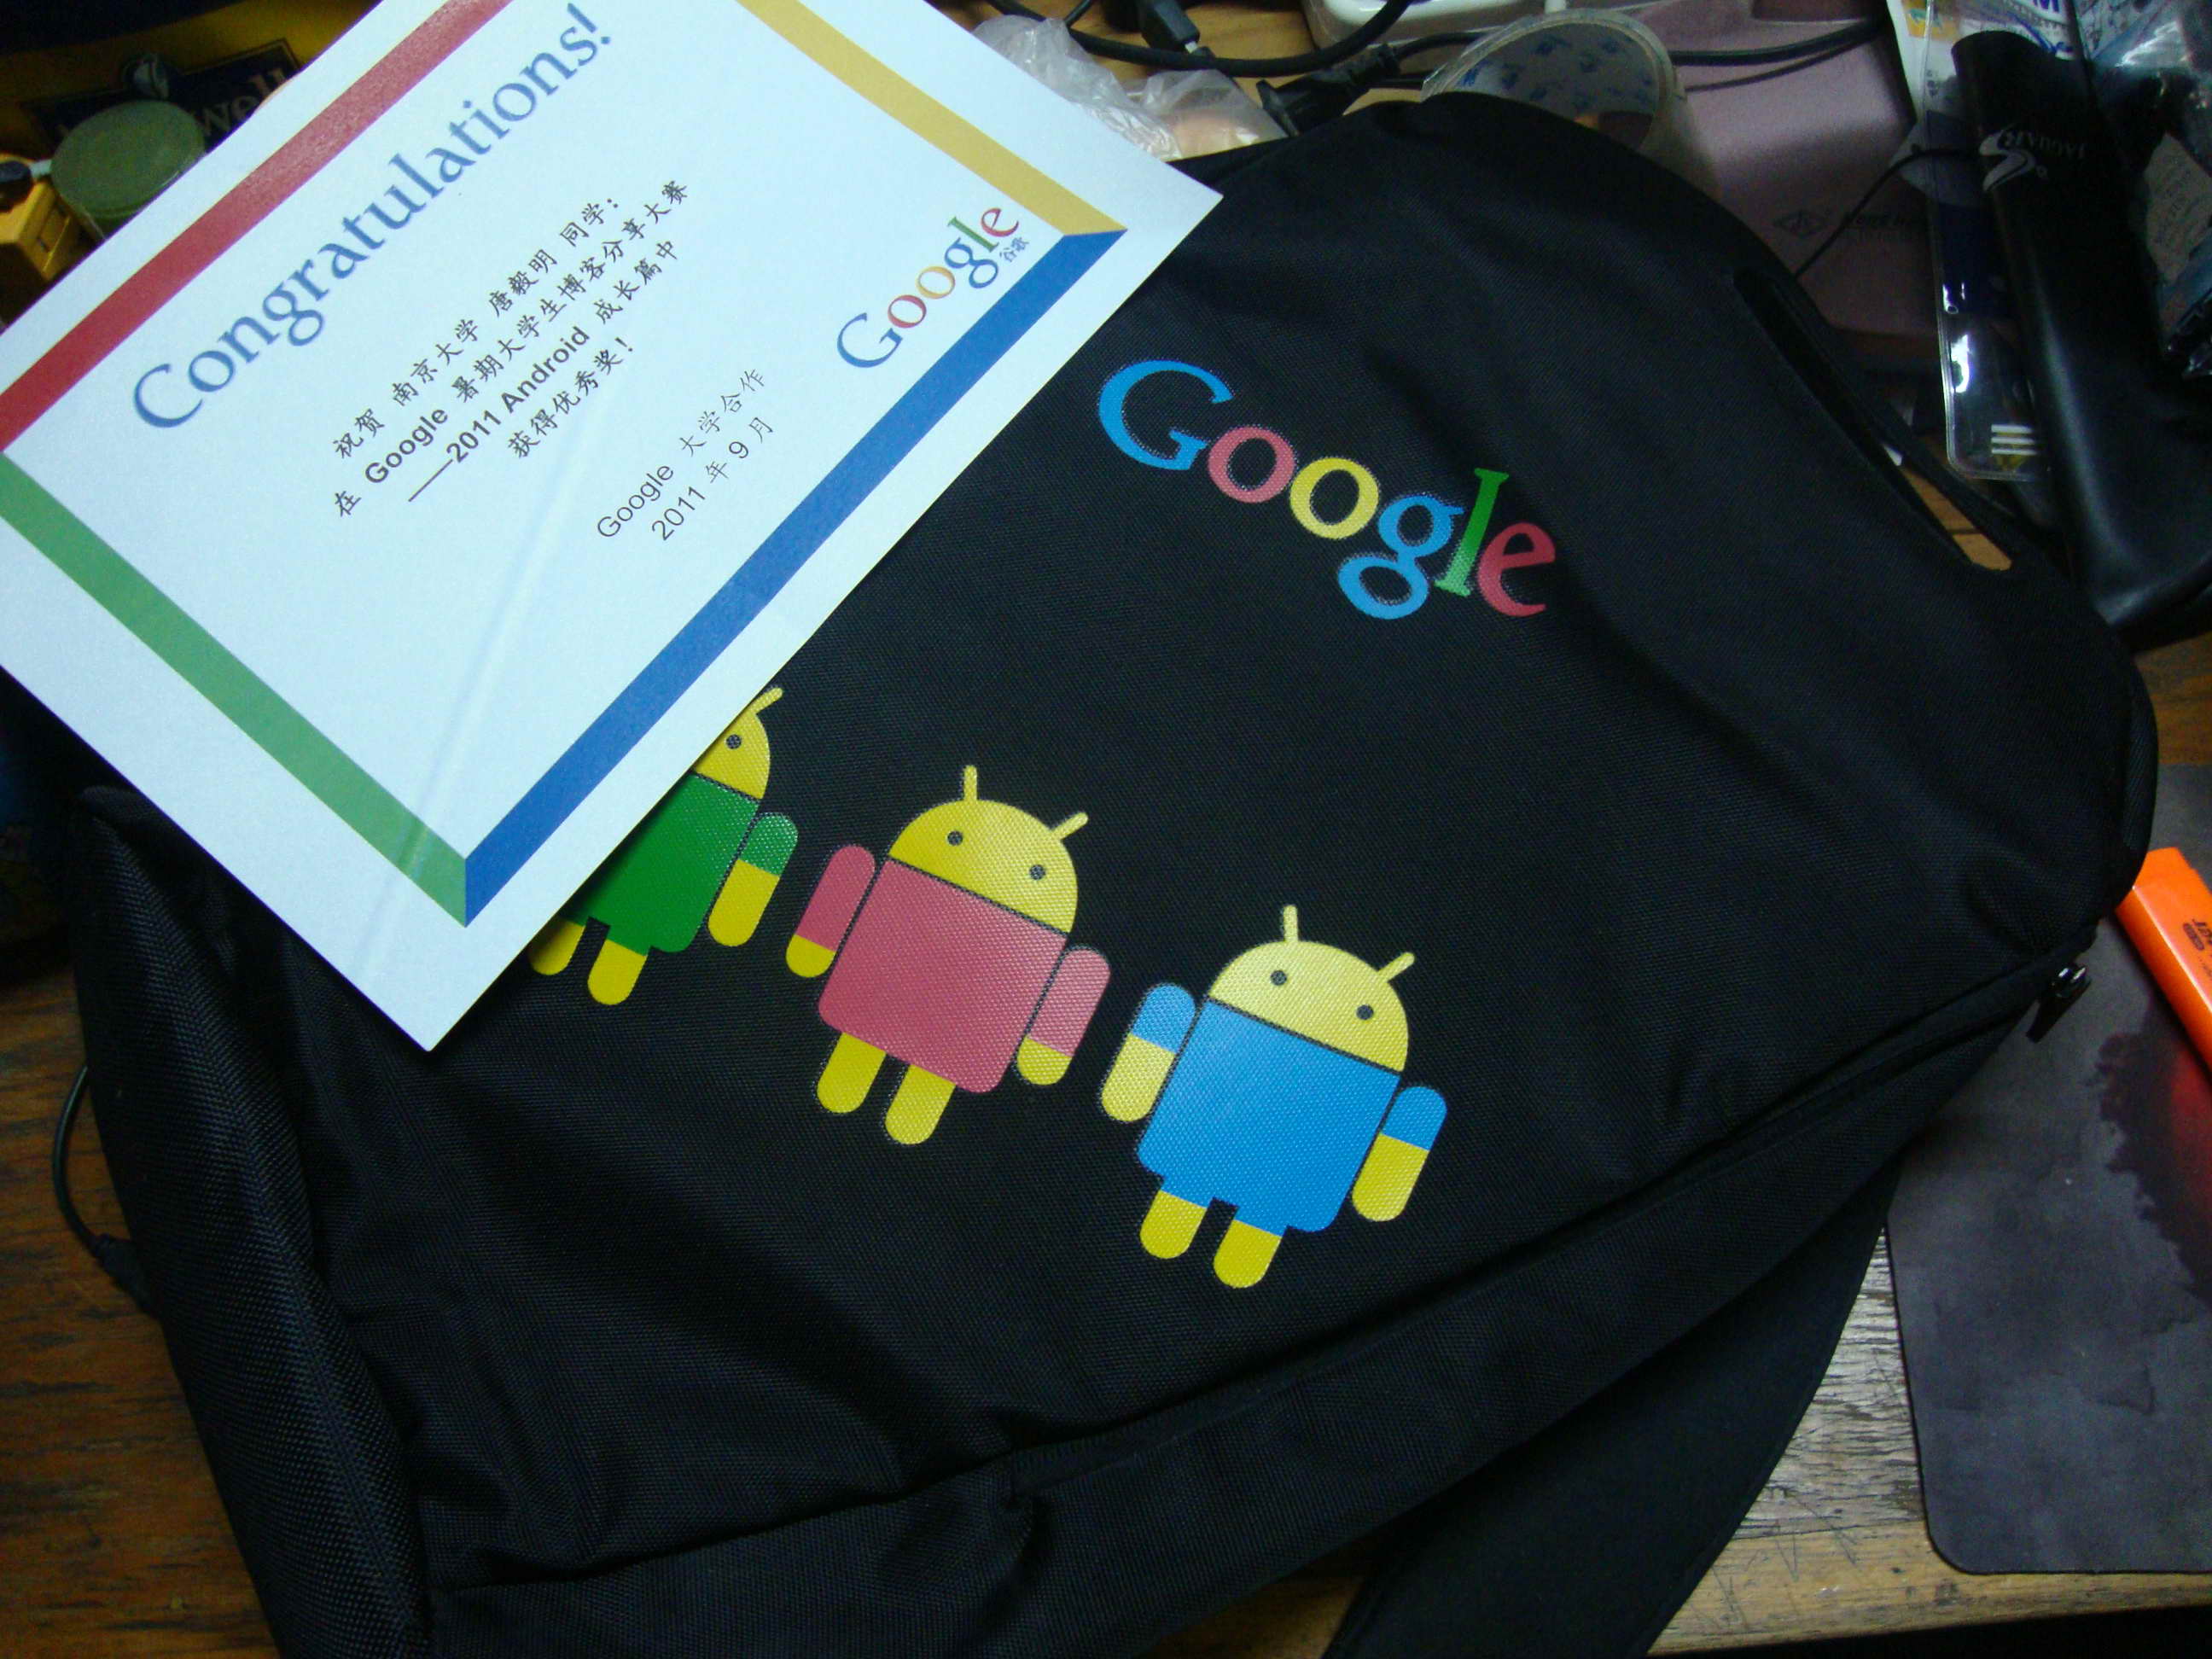 Congratulations!
祝贺 南京大学 唐毅明 同学:
在 Google 暑期大学生博客分享大赛
——2011 Android 成长篇中
获得优秀奖!
Google 大学合作
2011 年 9 月
Google
谷歌
Google
JAGUAR